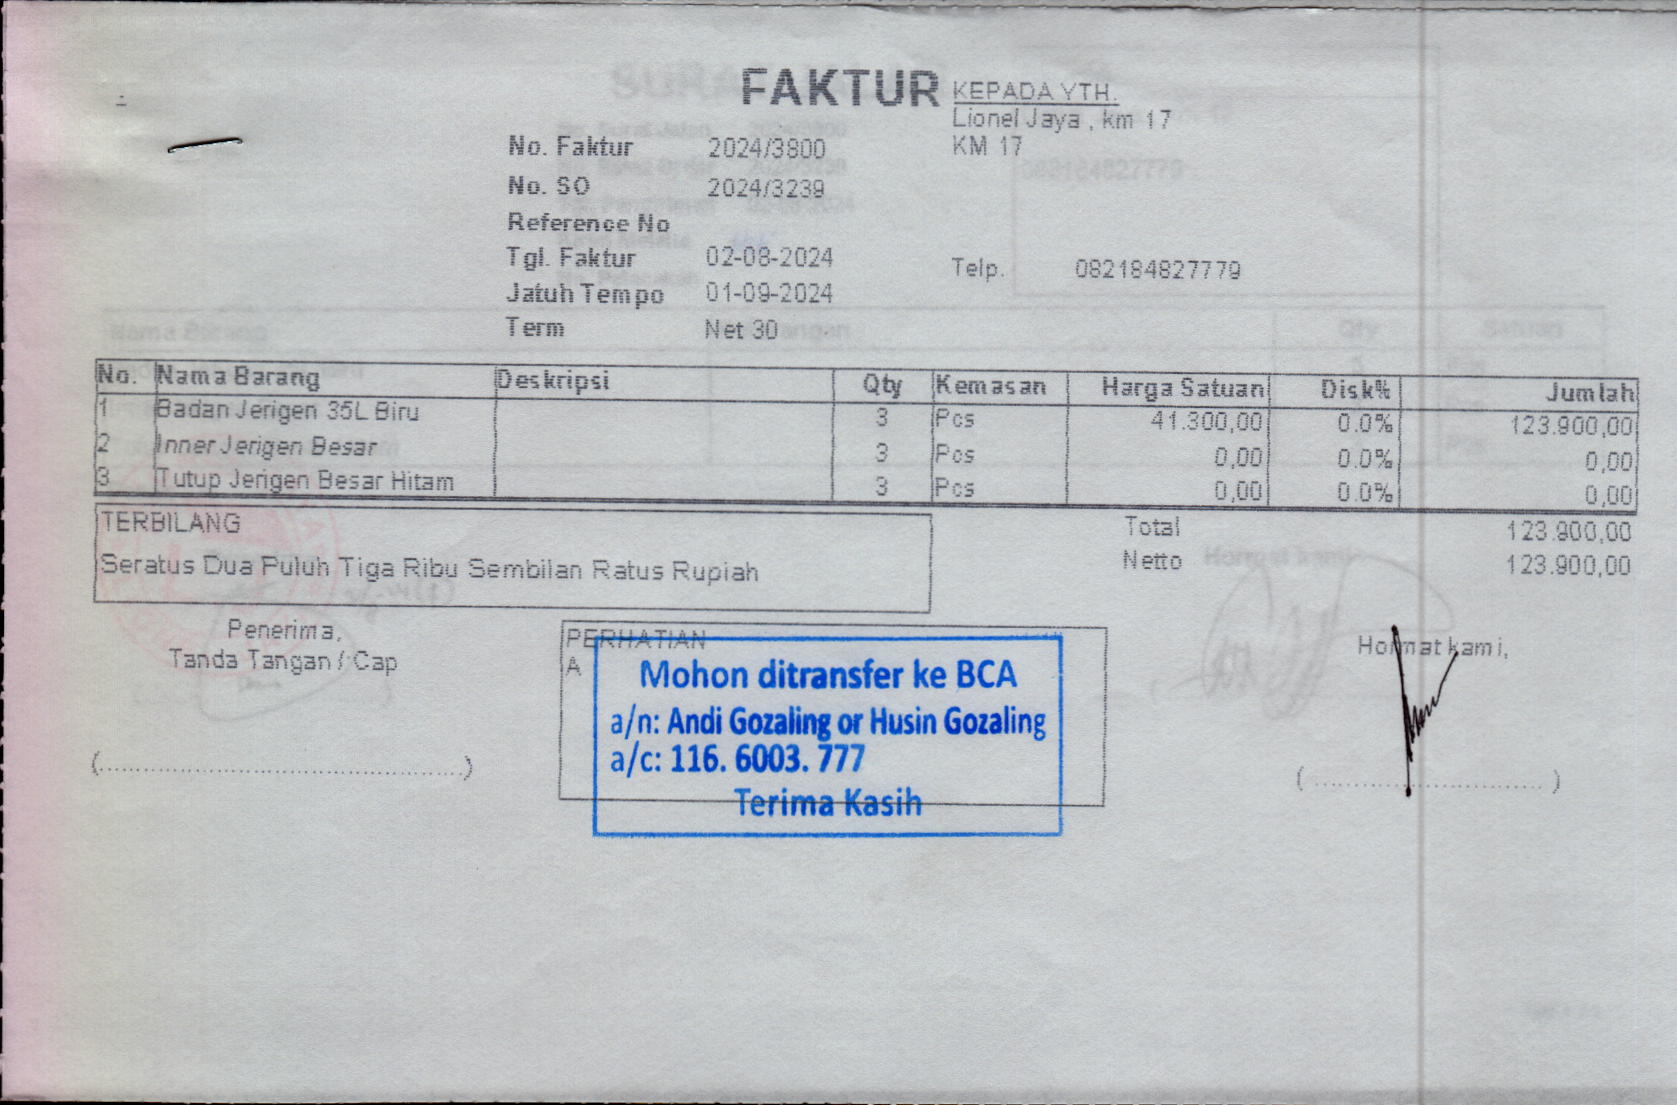 FAKTUR
KEPADA YTH.
Lionel Jaya , km 17
KM 17
No. Faktur 2024/3800
No. SO 2024/3239
Reference No
Tgl. Faktur 02-08-2024
Telp. 082184827779
Jatuh Tempo 01-09-2024
Term Net 30
No. Nama Barang Deskripsi Qty Kemasan Harga Satuan Disk% Jumlah
1 Badan Jerigen 35L Biru 3 Pcs 41.300,00 0.0% 123.900,00
2 Inner Jerigen Besar 3 Pcs 0,00 0.0% 0,00
3 Tutup Jerigen Besar Hitam 3 Pcs 0,00 0.0% 0,00
TERBILANG
Seratus Dua Puluh Tiga Ribu Sembilan Ratus Rupiah
Total 123.900,00
Netto 123.900,00
Penerima,
Tanda Tangan / Cap
(..............................................)
PERHATIAN
A
Mohon ditransfer ke BCA
a/n: Andi Gozaling or Husin Gozaling
a/c: 116. 6003. 777
Terima Kasih
Hormat kami,
(..............................)